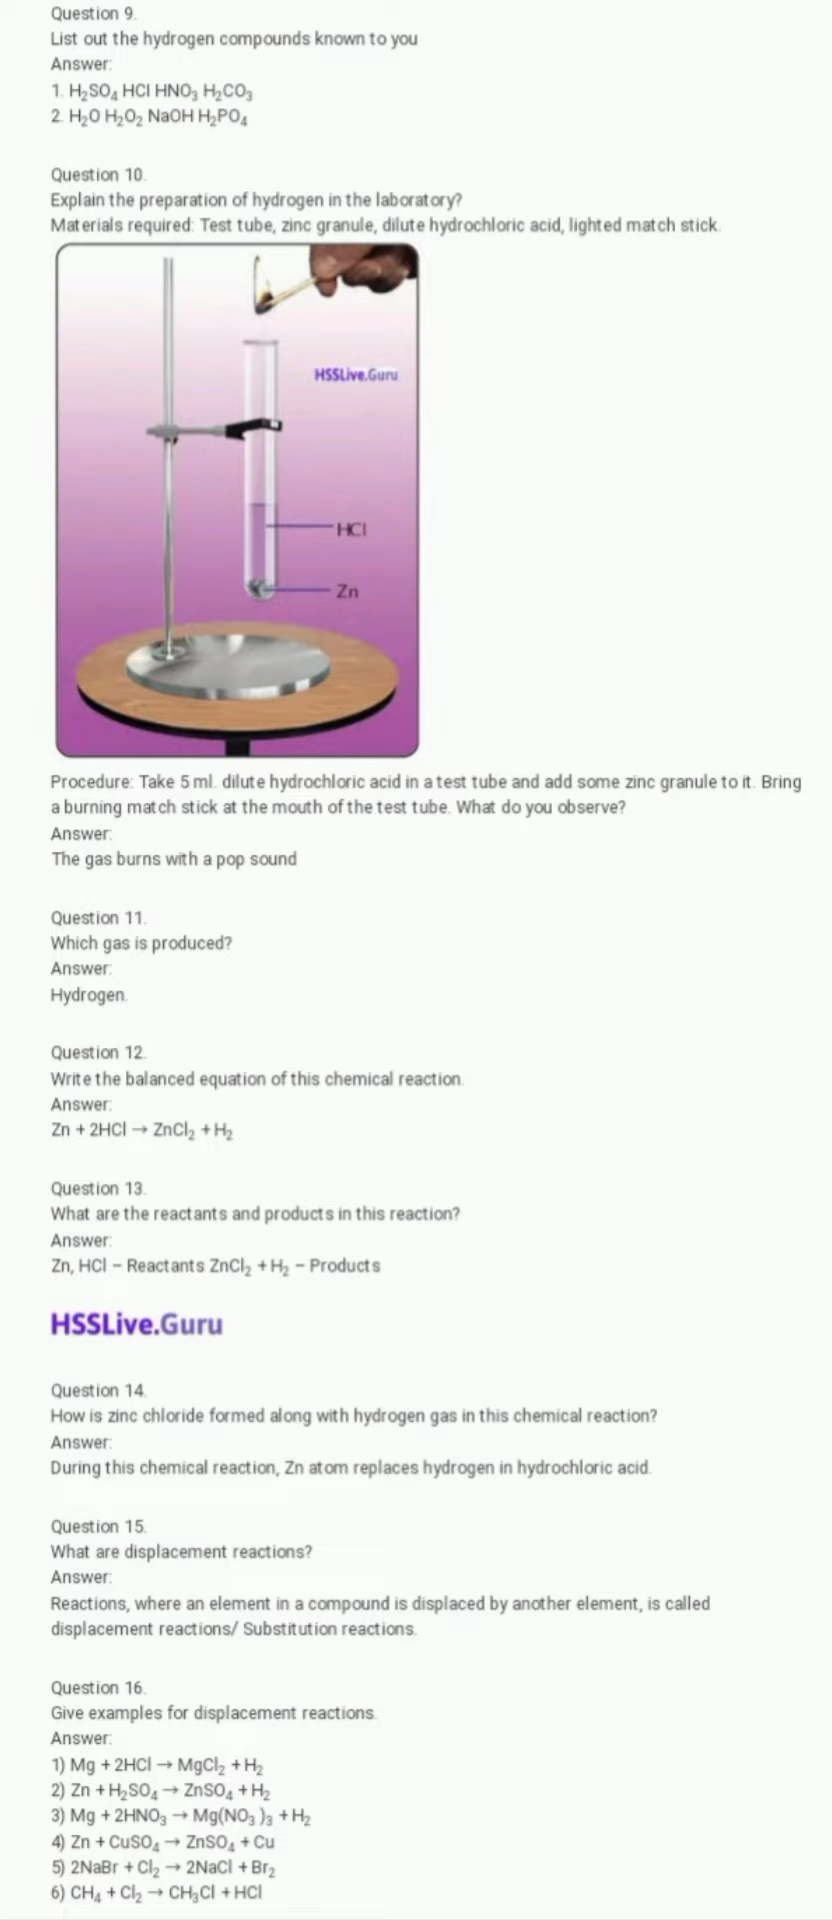 Question 9.
List out the hydrogen compounds known to you
Answer:
1. H₂SO₄ HCl HNO₃ H₂CO₃
2. H₂O H₂O₂ NaOH H₂PO₄
Question 10.
Explain the preparation of hydrogen in the laboratory?
Materials required: Test tube, zinc granule, dilute hydrochloric acid, lighted match stick.
HSSLive.Guru
HCl
Zn
Procedure: Take 5 ml. dilute hydrochloric acid in a test tube and add some zinc granule to it. Bring
a burning match stick at the mouth of the test tube. What do you observe?
Answer:
The gas burns with a pop sound
Question 11.
Which gas is produced?
Answer:
Hydrogen.
Question 12.
Write the balanced equation of this chemical reaction.
Answer:
Zn + 2HCl → ZnCl₂ + H₂
Question 13.
What are the reactants and products in this reaction?
Answer:
Zn, HCl – Reactants ZnCl₂ + H₂ – Products
HSSLive.Guru
Question 14.
How is zinc chloride formed along with hydrogen gas in this chemical reaction?
Answer:
During this chemical reaction, Zn atom replaces hydrogen in hydrochloric acid.
Question 15.
What are displacement reactions?
Answer:
Reactions, where an element in a compound is displaced by another element, is called
displacement reactions/ Substitution reactions.
Question 16.
Give examples for displacement reactions.
Answer:
1) Mg + 2HCl → MgCl₂ + H₂
2) Zn + H₂SO₄ → ZnSO₄ + H₂
3) Mg + 2HNO₃ → Mg(NO₃ )₃ + H₂
4) Zn + CuSO₄ → ZnSO₄ + Cu
5) 2NaBr + Cl₂ → 2NaCl + Br₂
6) CH₄ + Cl₂ → CH₃Cl + HCl